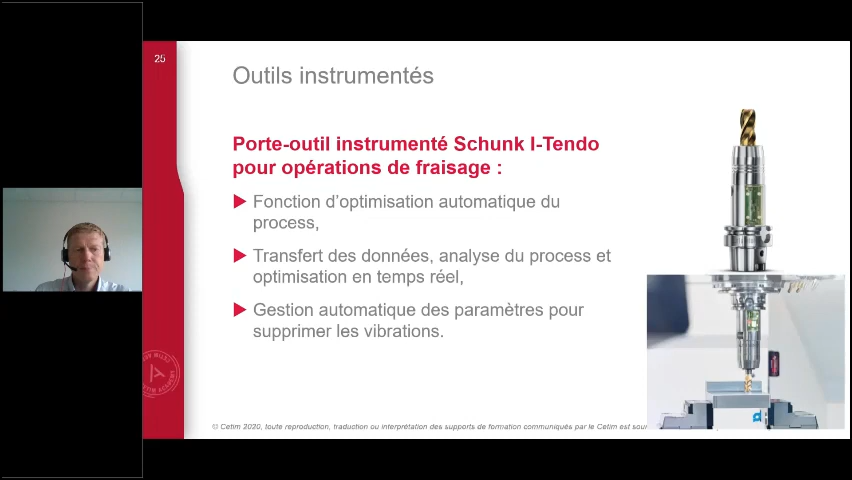 25
Outils instrumentés
Porte-outil instrumenté Schunk I-Tendo
pour opérations de fraisage :
Fonction d'optimisation automatique du
process,
Transfert des données, analyse du process et
optimisation en temps réel,
Gestion automatique des paramètres pour
supprimer les vibrations.
© Cetim 2020, toute reproduction, traduction ou interprétation des supports de formation communiqués par le Cetim est